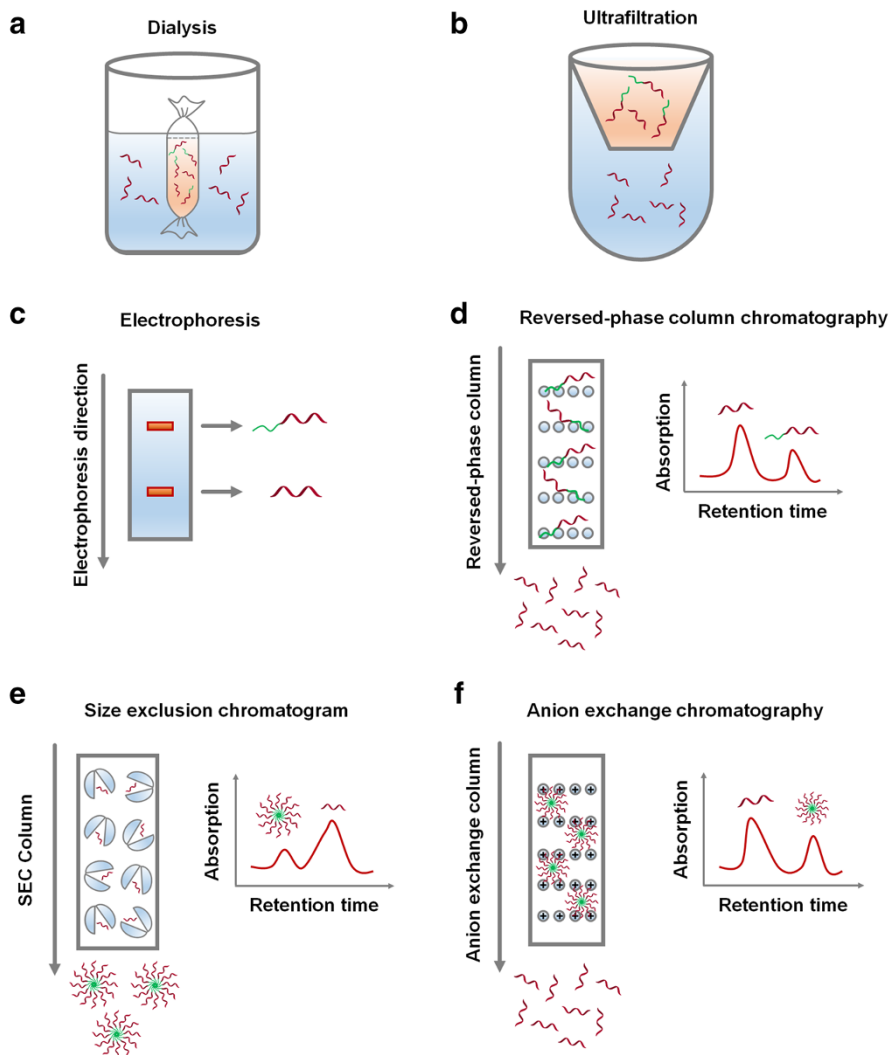 a
Dialysis
b
Ultrafiltration
c
Electrophoresis
Electrophoresis direction
d
Reversed-phase column chromatography
Reversed-phase column
Absorption
Retention time
e
Size exclusion chromatogram
SEC Column
Absorption
Retention time
f
Anion exchange chromatography
Anion exchange column
+ + + +
+ + +
+ + +
+ + +
+ + + +
Absorption
Retention time